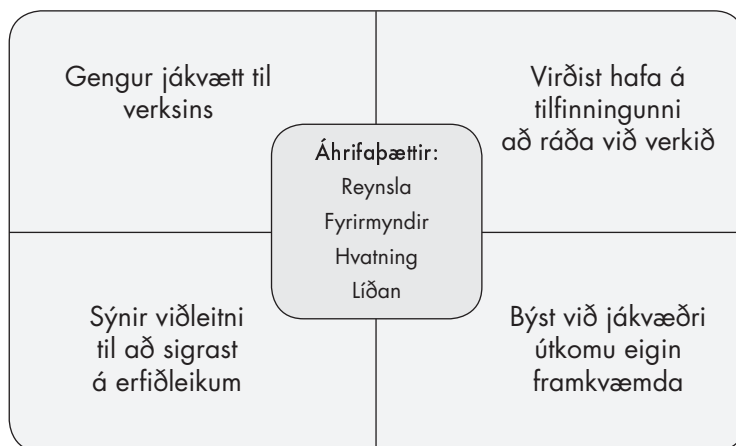 Gengur jákvætt til
verksins
Virðist hafa á
tilfinningunni
að ráða við verkið
Áhrifaþættir:
Reynsla
Fyrirmyndir
Hvatning
Líðan
Sýnir viðleitni
til að sigrast
á erfiðleikum
Býst við jákvæðri
útkomu eigin
framkvæmda